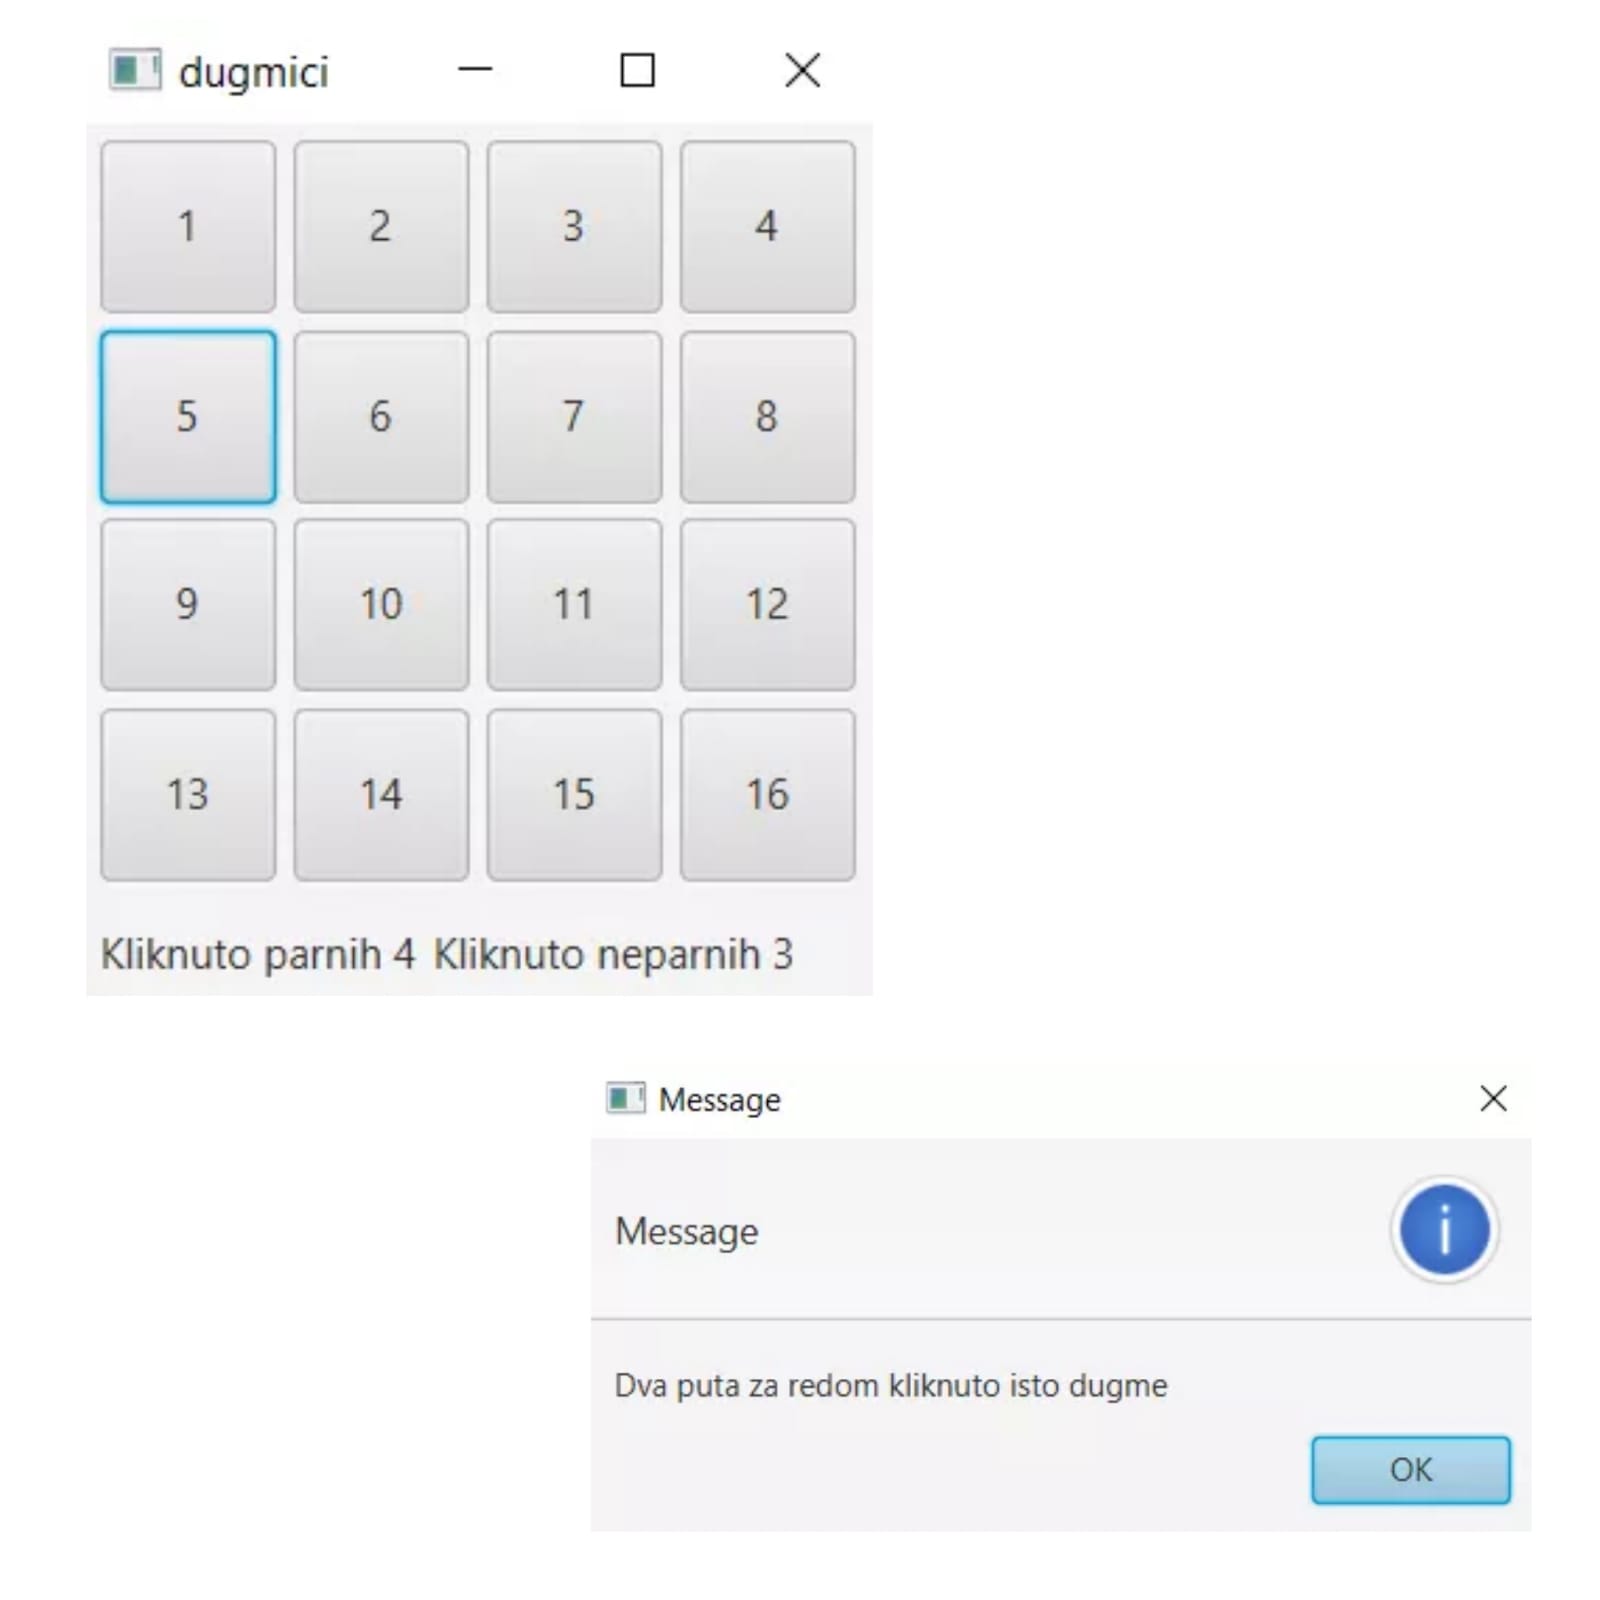 dugmici
1 2 3 4
5 6 7 8
9 10 11 12
13 14 15 16
Kliknuto parnih 4 Kliknuto neparnih 3
Message
Message
Dva puta za redom kliknuto isto dugme
OK